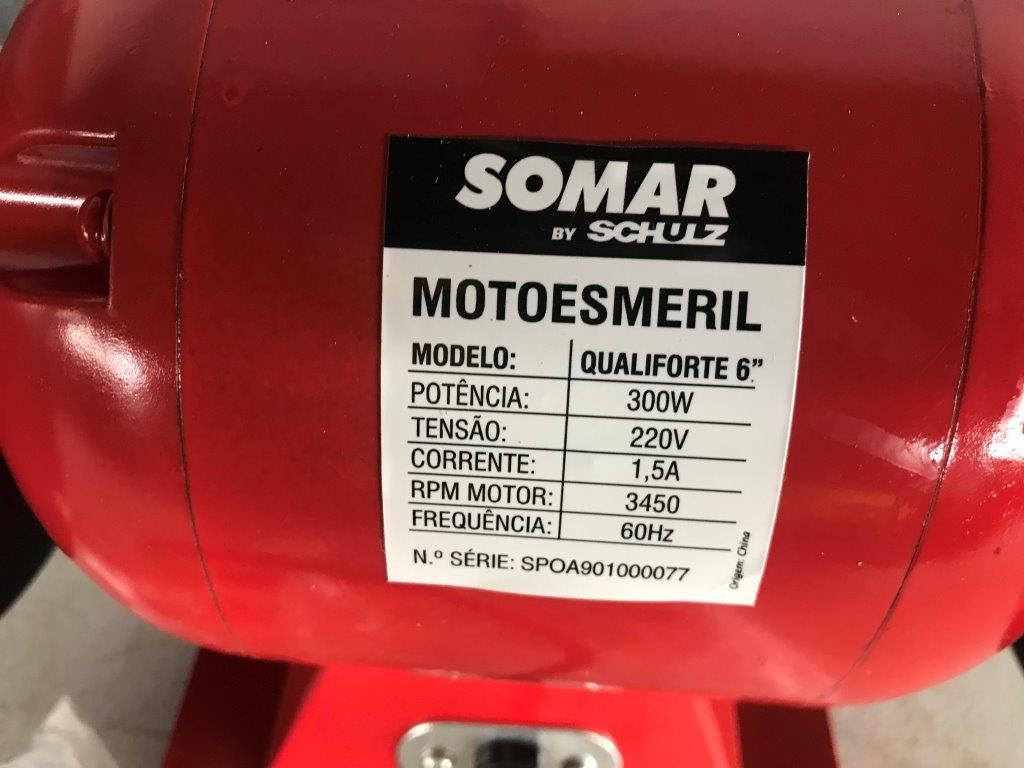 SOMAR
BY SCHULZ
MOTOESMERIL
MODELO: QUALIFORTE 6"
POTÊNCIA: 300W
TENSÃO: 220V
CORRENTE: 1,5A
RPM MOTOR: 3450
FREQUÊNCIA: 60Hz
N.º SÉRIE: SPOA901000077
Origem: China